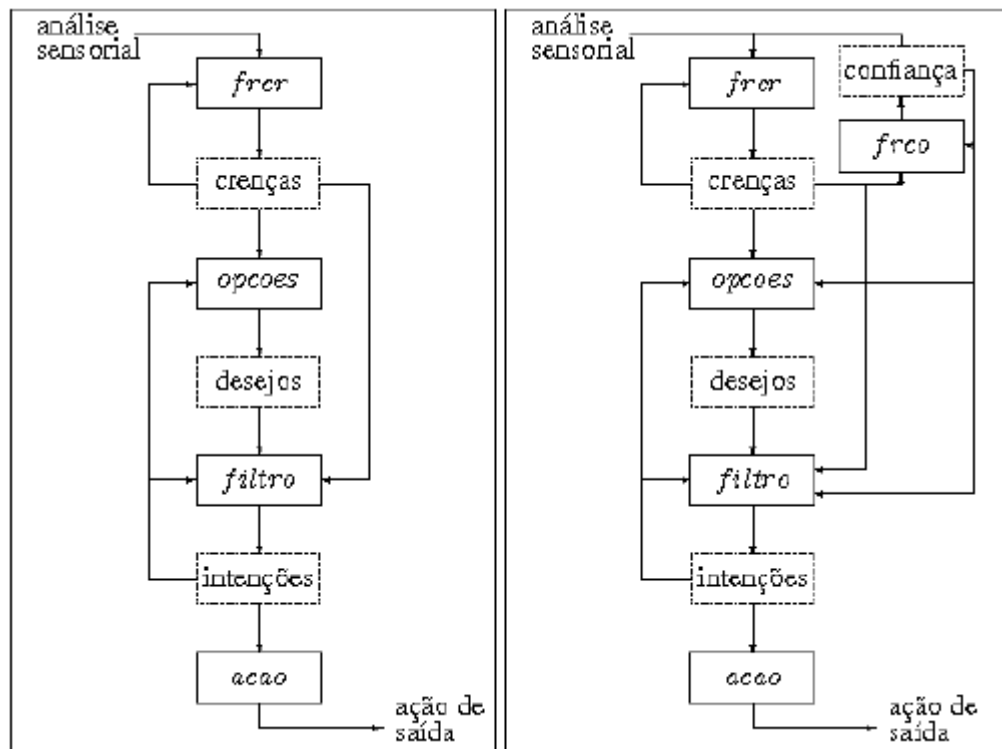 análise
sensorial
frcr
crenças
opcoes
desejos
filtro
intenções
acao
ação de
saída
análise
sensorial
confiança
frcr
frco
crenças
opcoes
desejos
filtro
intenções
acao
ação de
saída